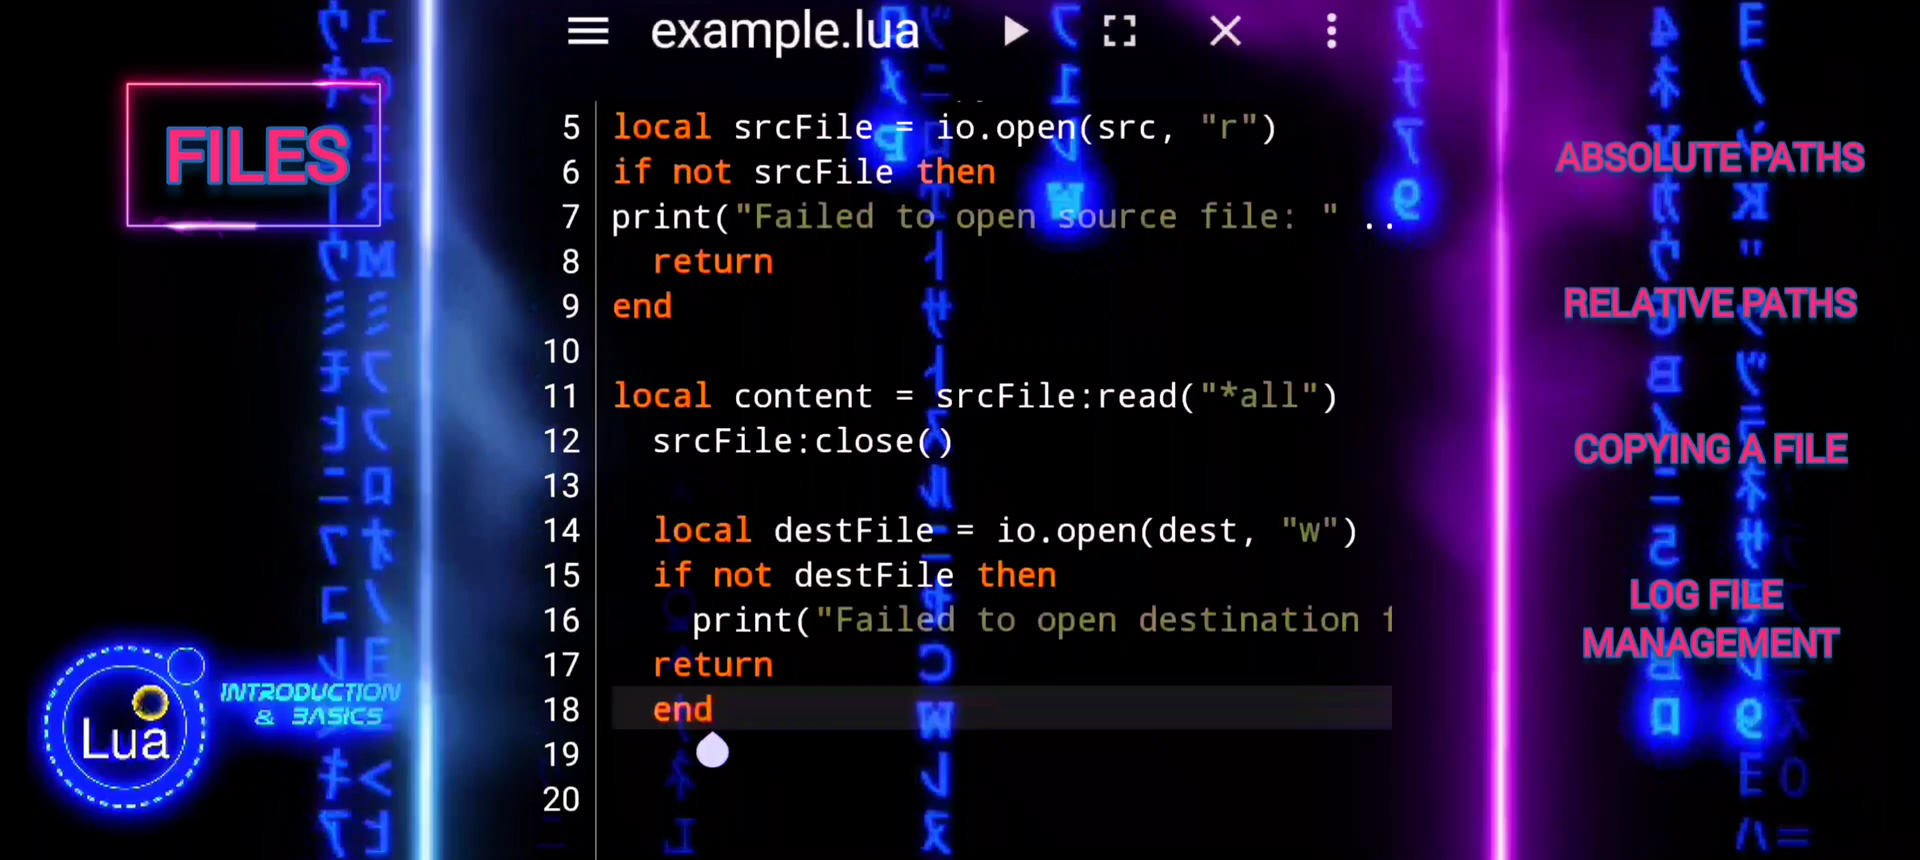 example.lua
FILES
5 local srcFile = io.open(src, "r")
6 if not srcFile then
7 print("Failed to open source file: " ..
8 return
9 end
10
11 local content = srcFile:read("*all")
12 srcFile:close()
13
14 local destFile = io.open(dest, "w")
15 if not destFile then
16 print("Failed to open destination f
17 return
18 end
19
20
ABSOLUTE PATHS
RELATIVE PATHS
COPYING A FILE
LOG FILE
MANAGEMENT
Lua
INTRODUCTION
& BASICS